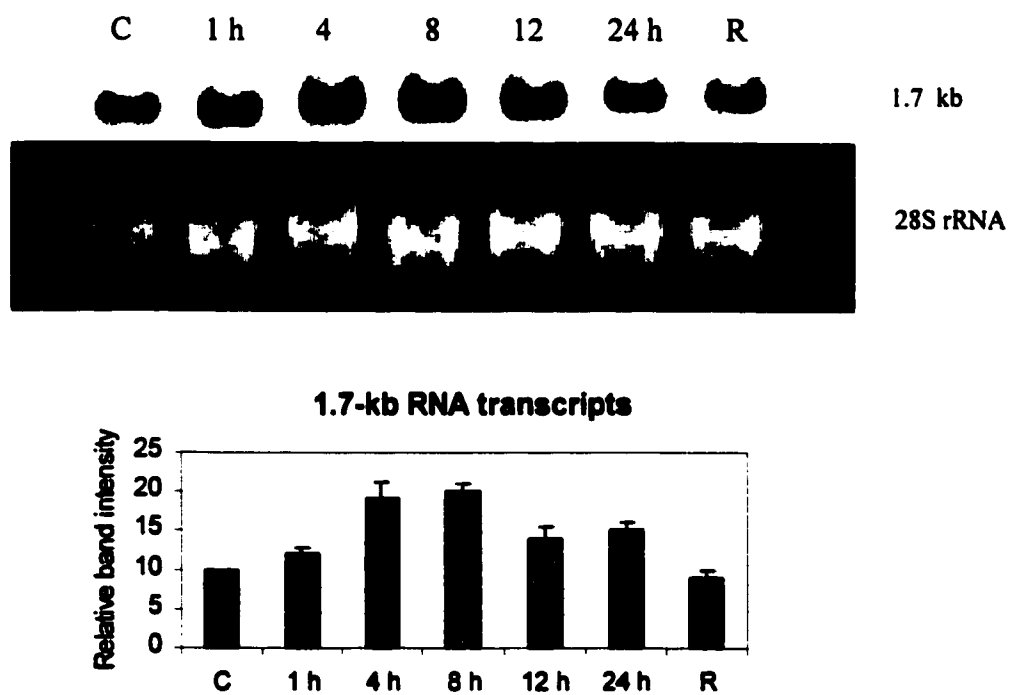 C 1 h 4 8 12 24 h R
1.7 kb
28S rRNA
1.7-kb RNA transcripts
Relative band intensity
25
20
15
10
5
0
C 1 h 4 h 8 h 12 h 24 h R